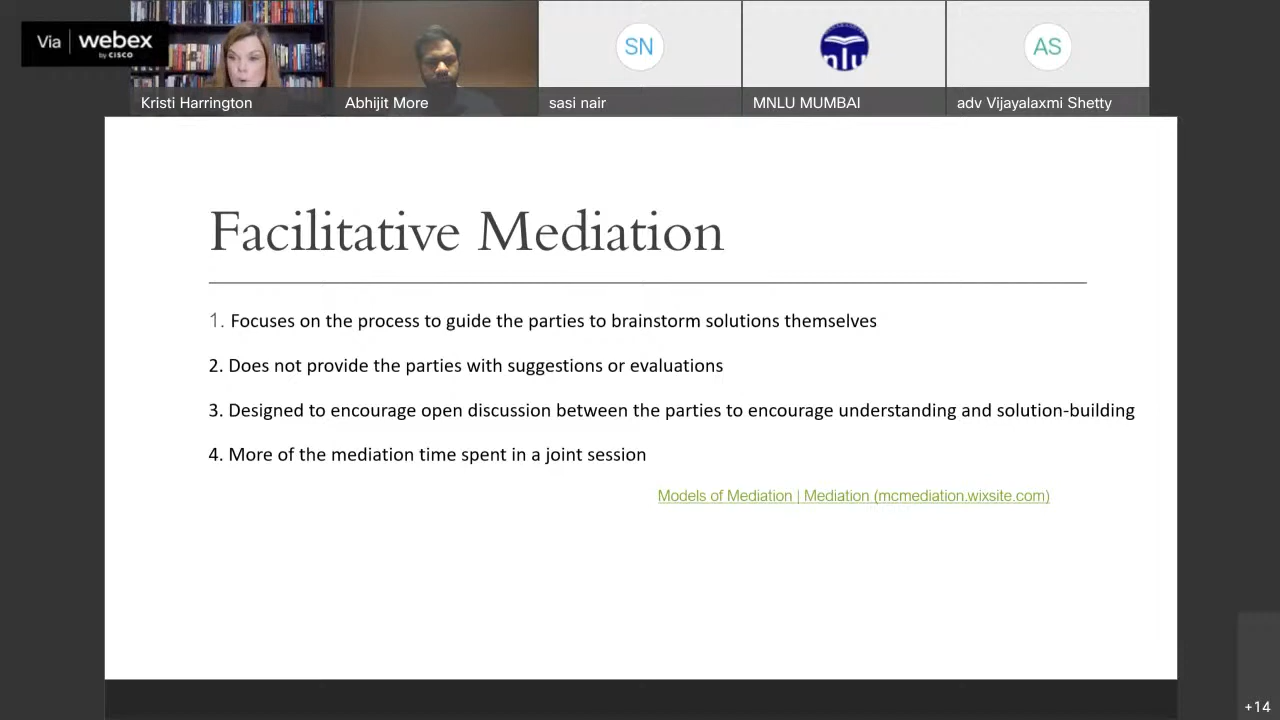 Via webex
by CISCO
SN
nlu
AS
Kristi Harrington
Abhijit More
sasi nair
MNLU MUMBAI
adv Vijayalaxmi Shetty
Facilitative Mediation
1. Focuses on the process to guide the parties to brainstorm solutions themselves
2. Does not provide the parties with suggestions or evaluations
3. Designed to encourage open discussion between the parties to encourage understanding and solution-building
4. More of the mediation time spent in a joint session
Models of Mediation | Mediation (mcmediation.wixsite.com)
+14